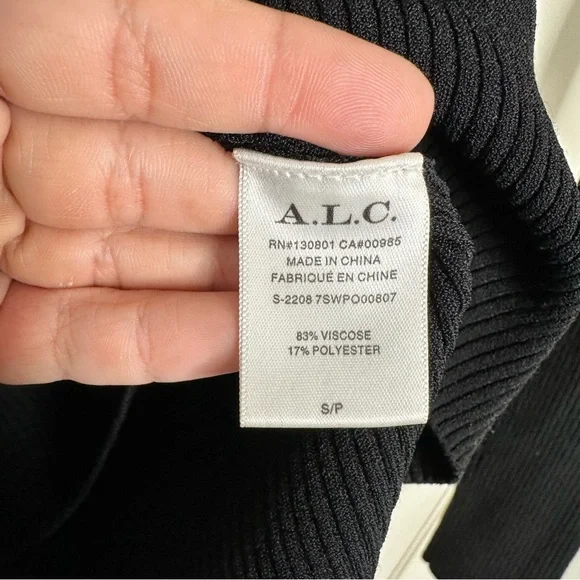 A.L.C.
RN#130801 CA#00985
MADE IN CHINA
FABRIQUÉ EN CHINE
S-2208 7SWPO00807
83% VISCOSE
17% POLYESTER
S/P